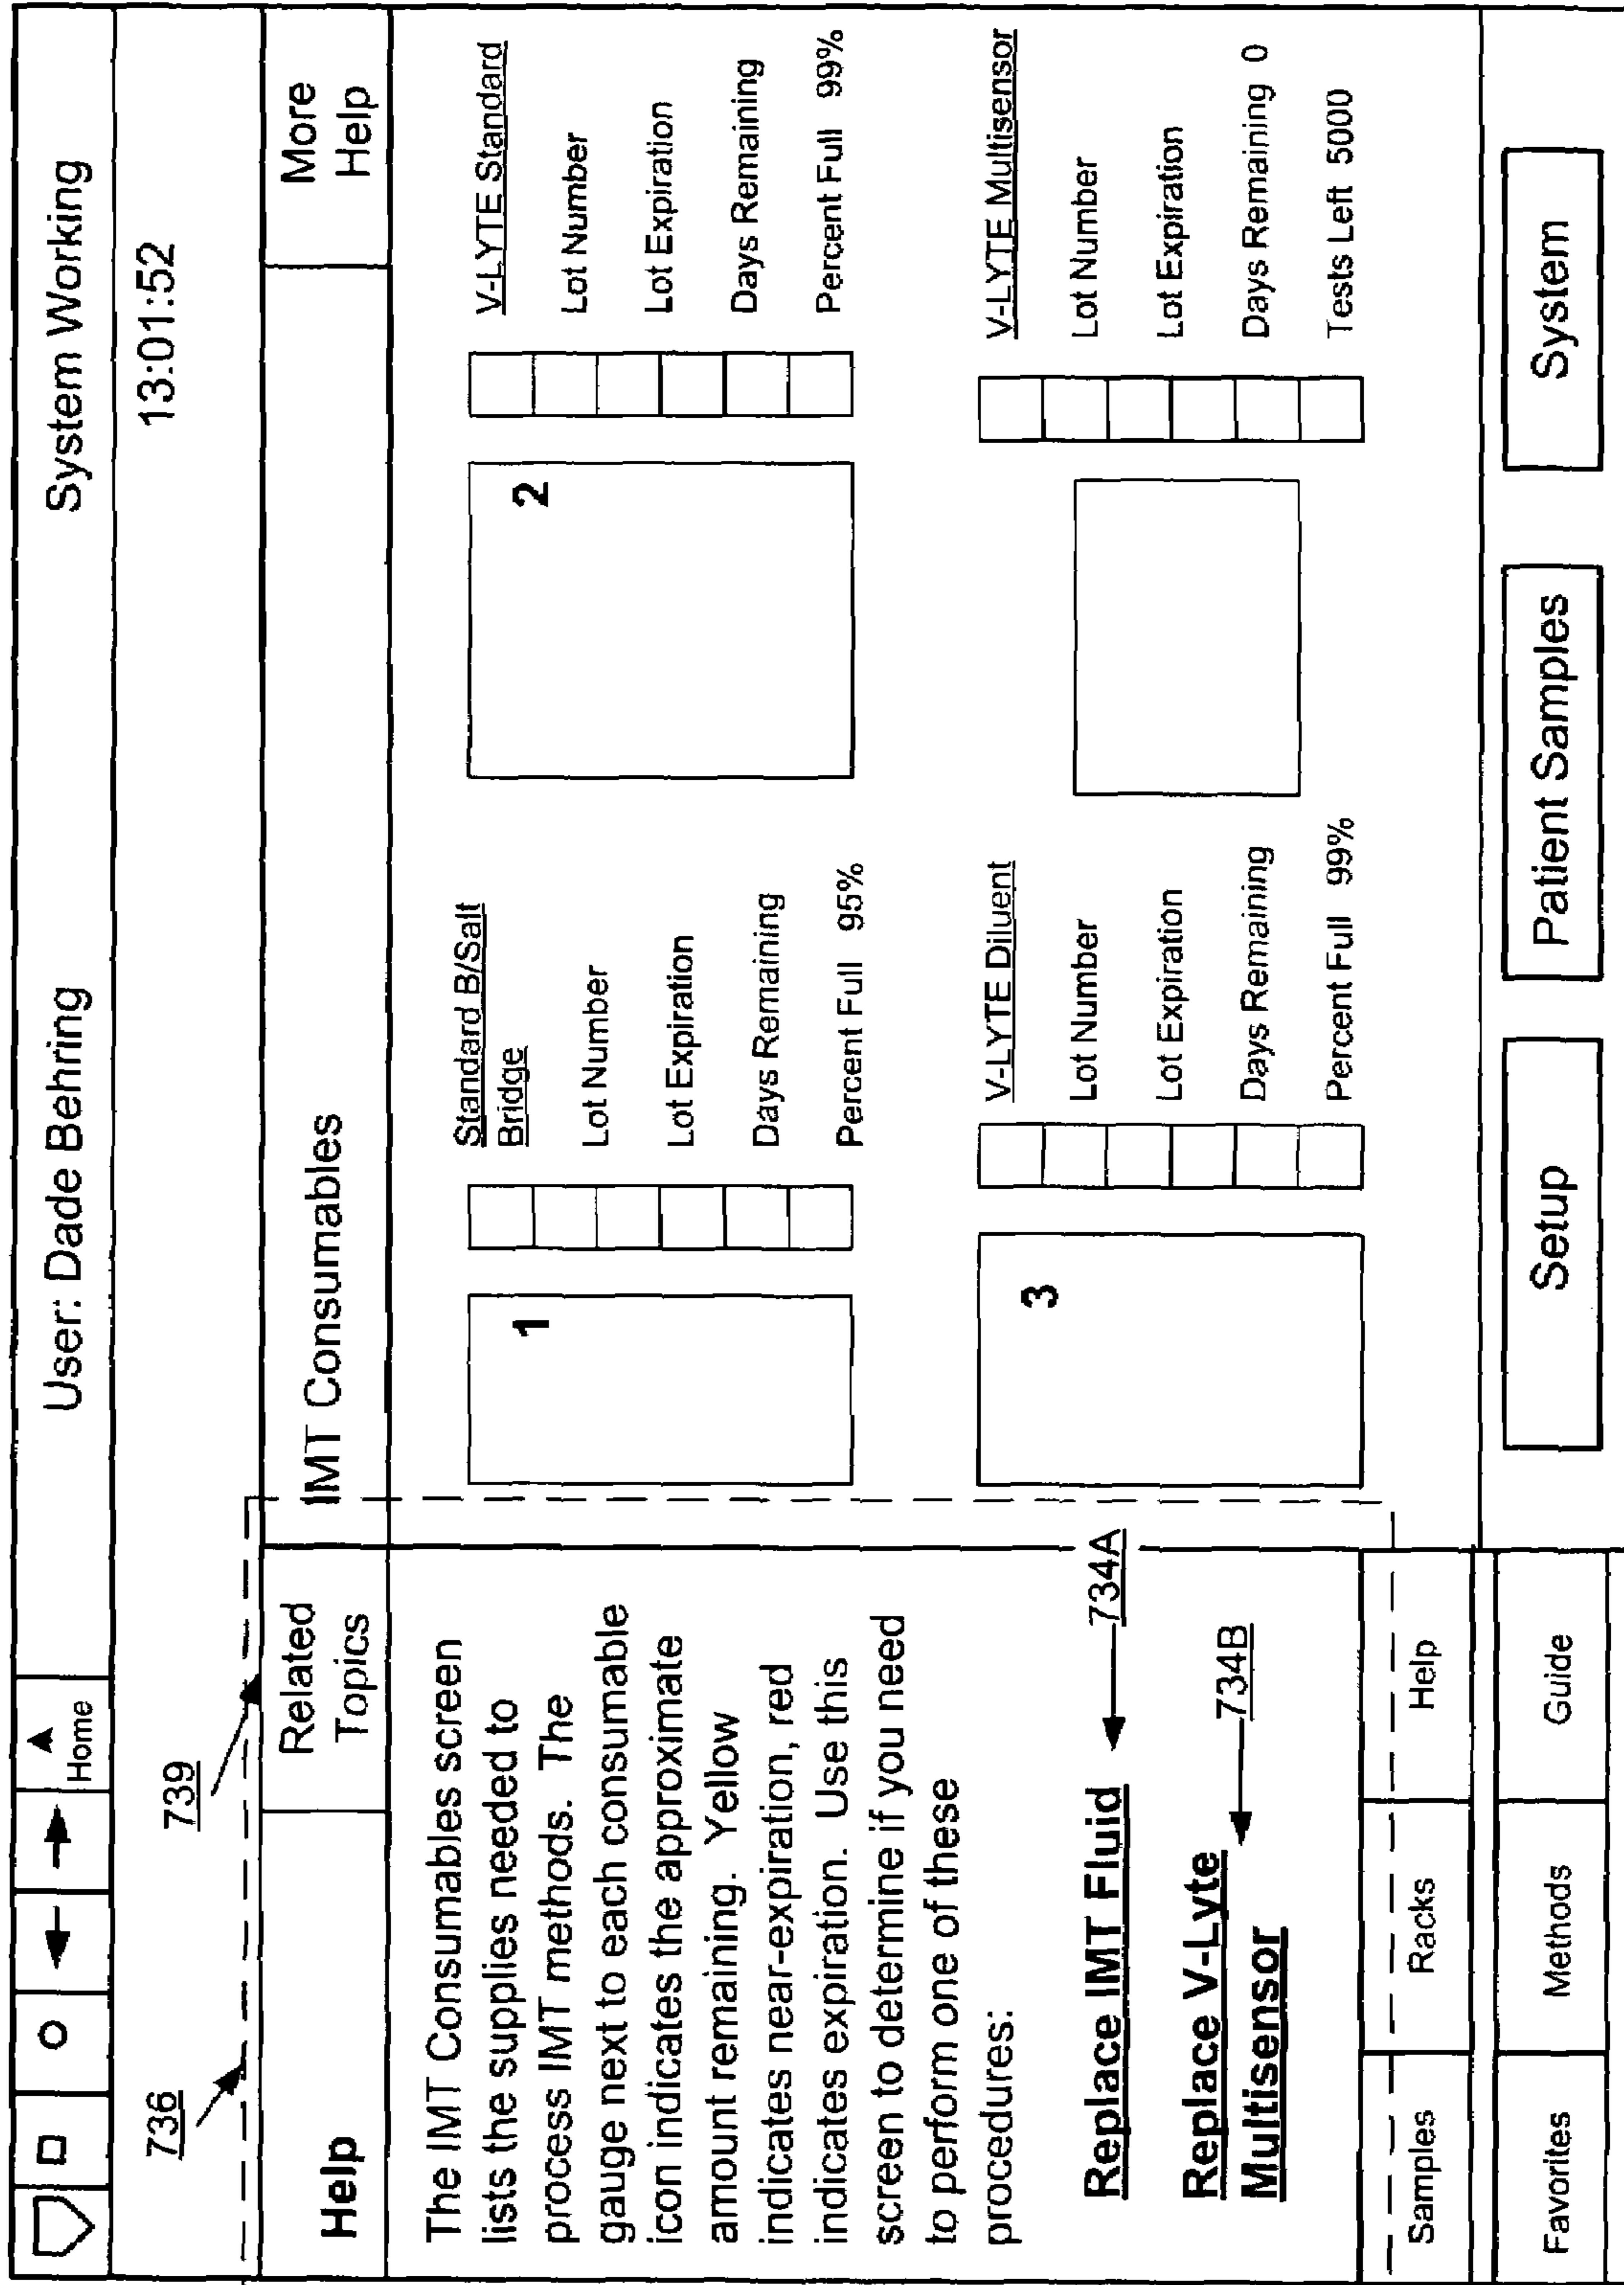 Home
User: Dade Behring
System Working
13:01:52
736
739
Help
Related
Topics
IMT Consumables
More
Help
The IMT Consumables screen
lists the supplies needed to
process IMT methods. The
gauge next to each consumable
icon indicates the approximate
amount remaining. Yellow
indicates near-expiration, red
indicates expiration. Use this
screen to determine if you need
to perform one of these
procedures:
Replace IMT Fluid
734A
Replace V-Lyte
Multisensor
734B
1
Standard B/Salt
Bridge
Lot Number
Lot Expiration
Days Remaining
Percent Full 95%
2
V-LYTE Standard
Lot Number
Lot Expiration
Days Remaining
Percent Full 99%
3
V-LYTE Diluent
Lot Number
Lot Expiration
Days Remaining
Percent Full 99%
V-LYTE Multisensor
Lot Number
Lot Expiration
Days Remaining 0
Tests Left 5000
Samples
Racks
Help
Favorites
Methods
Guide
Setup
Patient Samples
System